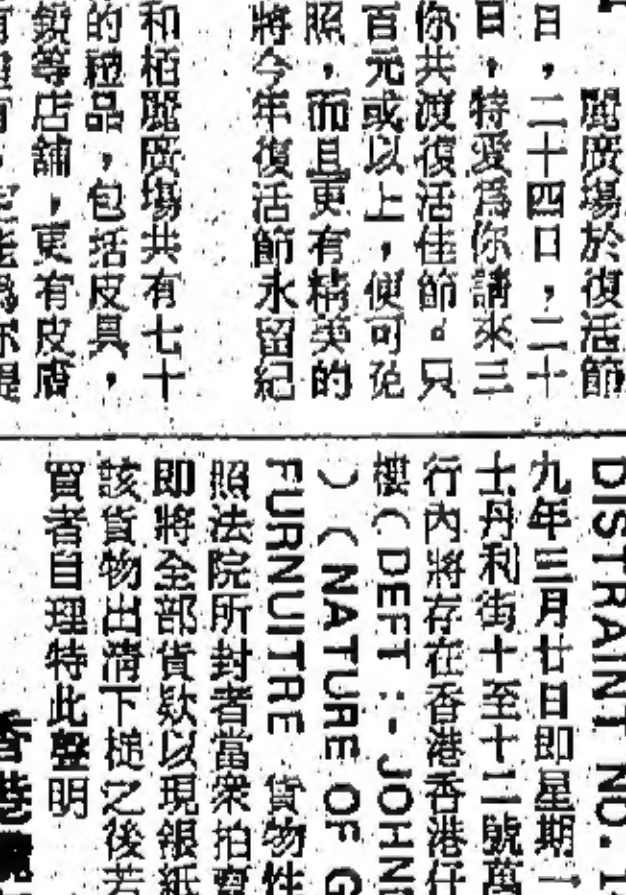 麗廣場於復活節
日，二十四日，二十
日，特爲你請來三
你共渡復活佳節。只
百元或以上，便可
照，而且更有精英的
將今年復活節永留紀
和栢麗廣場共有七十
的禮品，包括皮具，
鏡等店舖，更有皮膚
DISTRAINT NO. 1
九年三月廿日即星期一
士丹利街十至十二號萬
行內將存在香港香港仔
樓（DEFT :- JOHN
）（NATURE OF G
FURNUITRE 貨物件
照法院所封者當衆拍賣
即將全部貨欵以現銀紙
該貨物出清下槌之後若
買者自理特此聲明
香港